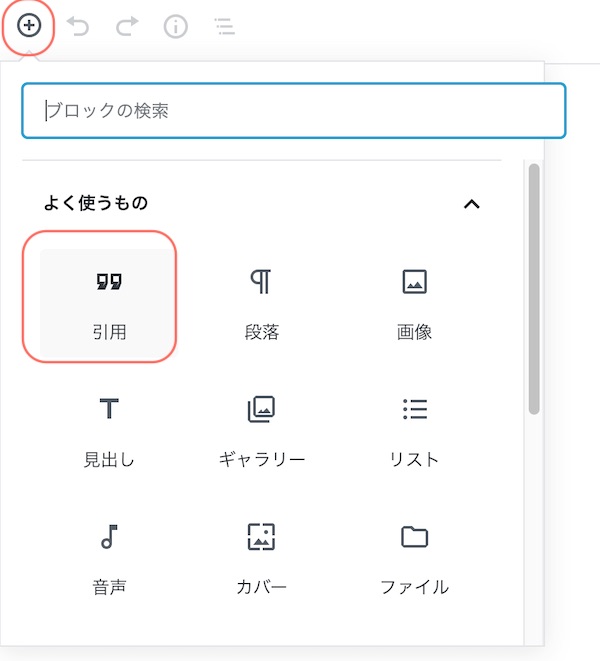 ブロックの検索
よく使うもの
引用 段落 画像
見出し ギャラリー リスト
音声 カバー ファイル